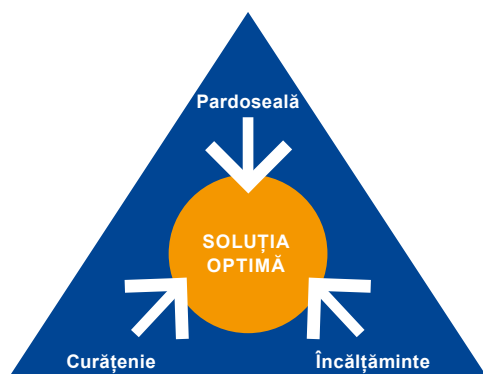 Pardoseală
SOLUȚIA
OPTIMĂ
Curățenie
Încălțăminte